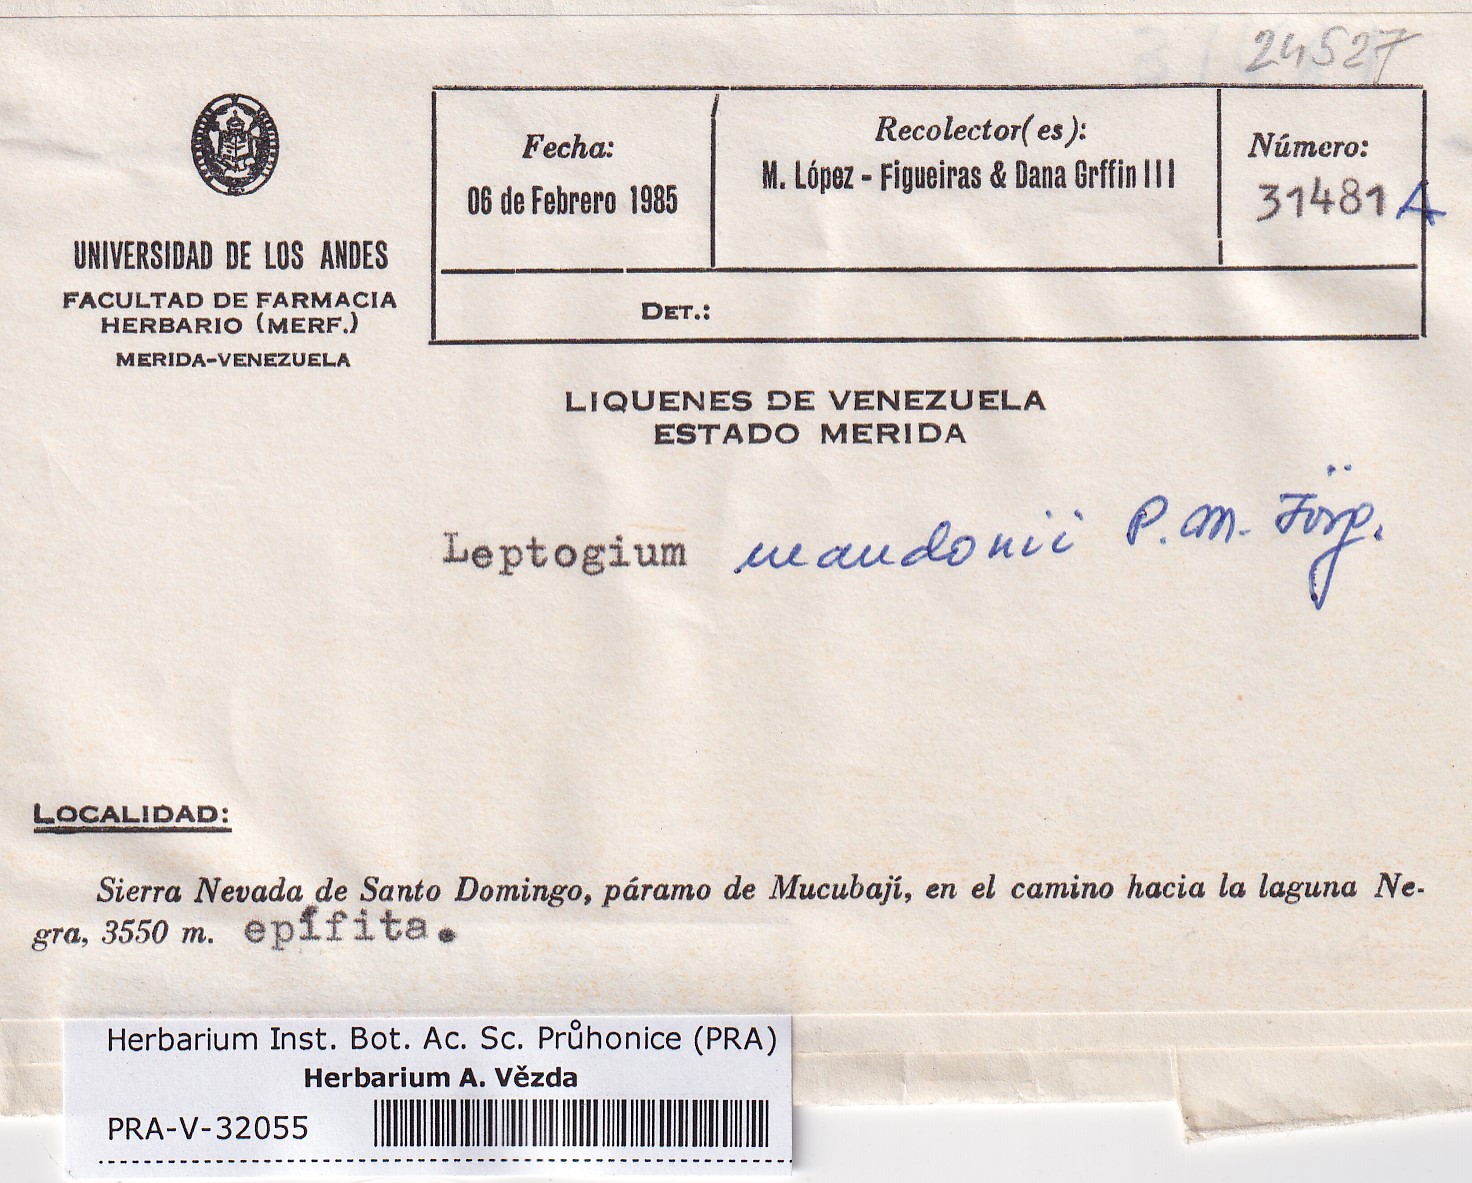 24527
UNIVERSIDAD DE LOS ANDES
FACULTAD DE FARMACIA
HERBARIO (MERF.)
MERIDA-VENEZUELA
Fecha:
06 de Febrero 1985
Recolector(es):
M. López - Figueiras & Dana Grffin III
Número:
31481 A
DET.:
LIQUENES DE VENEZUELA
ESTADO MERIDA
Leptogium mandonii P. M. Jörg.
LOCALIDAD:
Sierra Nevada de Santo Domingo, páramo de Mucubají, en el camino hacia la laguna Ne-
gra, 3550 m. epífita.
Herbarium Inst. Bot. Ac. Sc. Průhonice (PRA)
Herbarium A. Vězda
PRA-V-32055